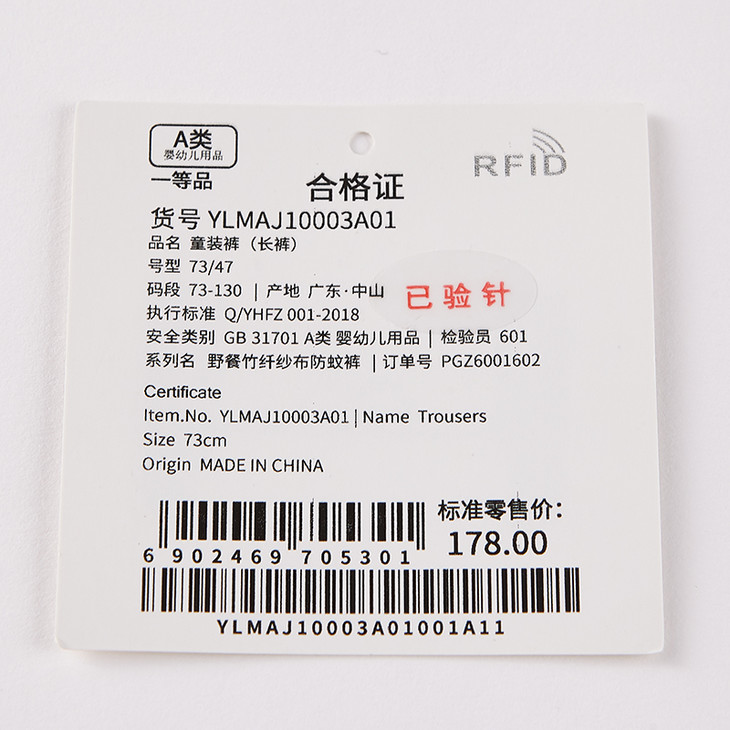 A类
婴幼儿用品
一等品
RFID
合格证
货号 YLMAJ10003A01
品名 童装裤（长裤）
号型 73/47
码段 73-130 | 产地 广东·中山
已验针
执行标准 Q/YHFZ 001-2018
安全类别 GB 31701 A类 婴幼儿用品 | 检验员 601
系列名 野餐竹纤纱布防蚊裤 | 订单号 PGZ6001602
Certificate
Item.No. YLMAJ10003A01 | Name Trousers
Size 73cm
Origin MADE IN CHINA
标准零售价：
178.00
6 902469 705301
YLMAJ10003A01001A11